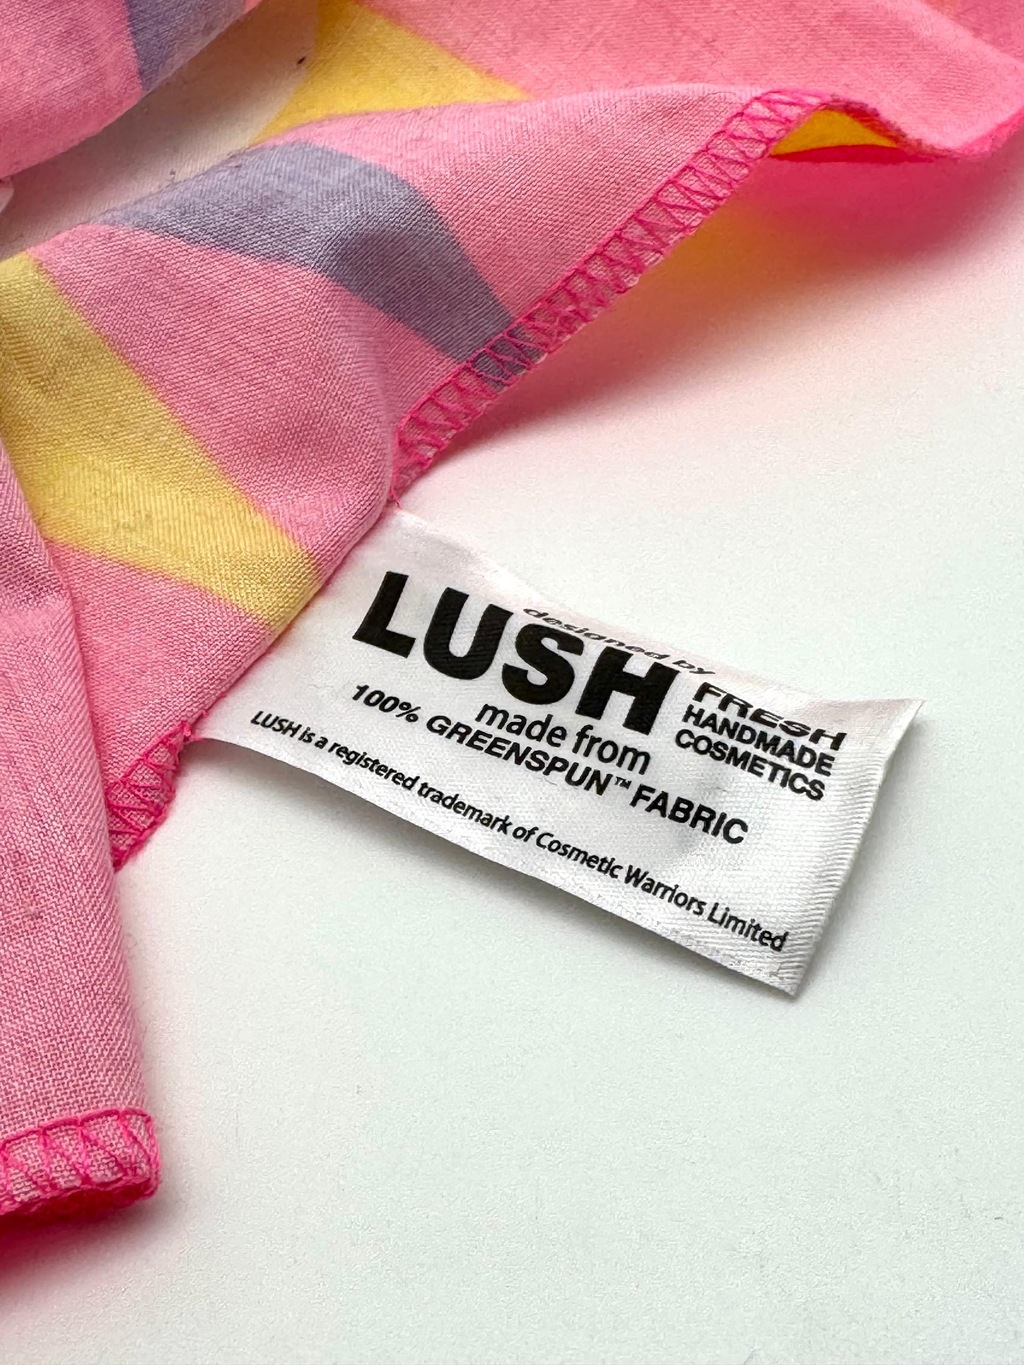 designed by
LUSH FRESH
HANDMADE
COSMETICS
made from
100% GREENSPUN™ FABRIC
LUSH is a registered trademark of Cosmetic Warriors Limited